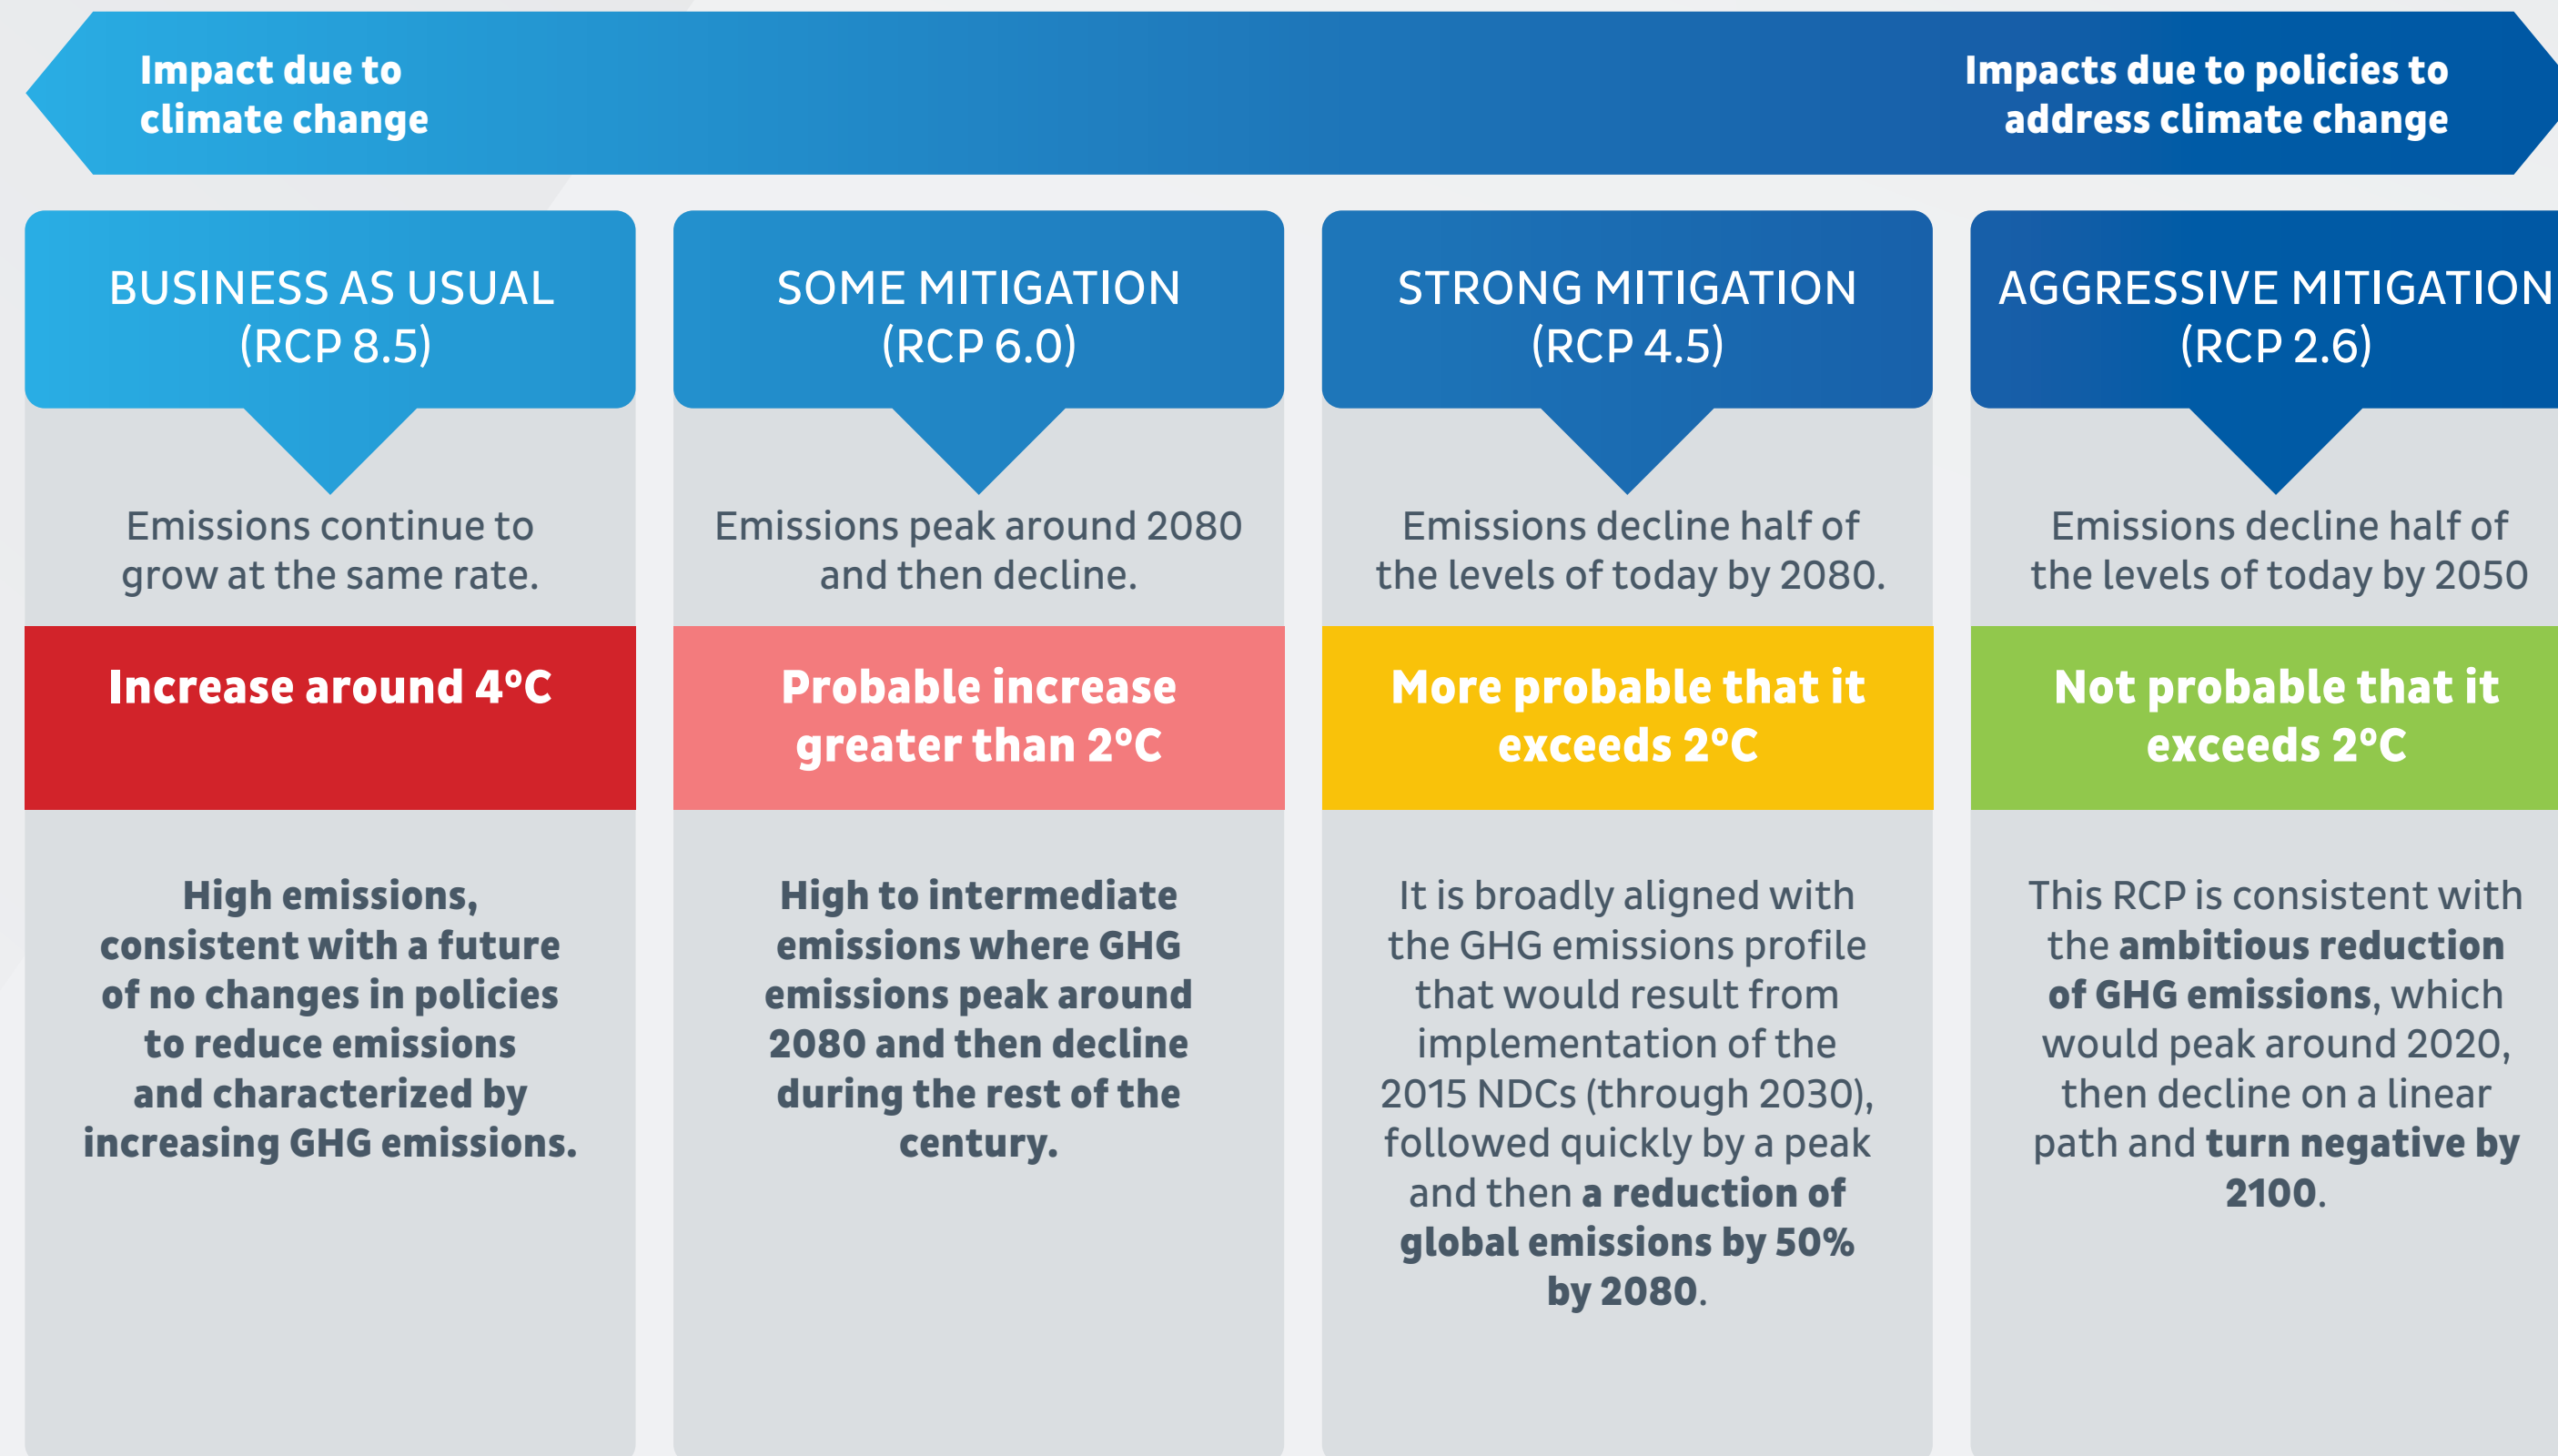 Impact due to
climate change
Impacts due to policies to
address climate change
BUSINESS AS USUAL
(RCP 8.5)
Emissions continue to
grow at the same rate.
Increase around 4ºC
High emissions,
consistent with a future
of no changes in policies
to reduce emissions
and characterized by
increasing GHG emissions.
SOME MITIGATION
(RCP 6.0)
Emissions peak around 2080
and then decline.
Probable increase
greater than 2ºC
High to intermediate
emissions where GHG
emissions peak around
2080 and then decline
during the rest of the
century.
STRONG MITIGATION
(RCP 4.5)
Emissions decline half of
the levels of today by 2080.
More probable that it
exceeds 2ºC
It is broadly aligned with
the GHG emissions profile
that would result from
implementation of the
2015 NDCs (through 2030),
followed quickly by a peak
and then a reduction of
global emissions by 50%
by 2080.
AGGRESSIVE MITIGATION
(RCP 2.6)
Emissions decline half of
the levels of today by 2050
Not probable that it
exceeds 2ºC
This RCP is consistent with
the ambitious reduction
of GHG emissions, which
would peak around 2020,
then decline on a linear
path and turn negative by
2100.